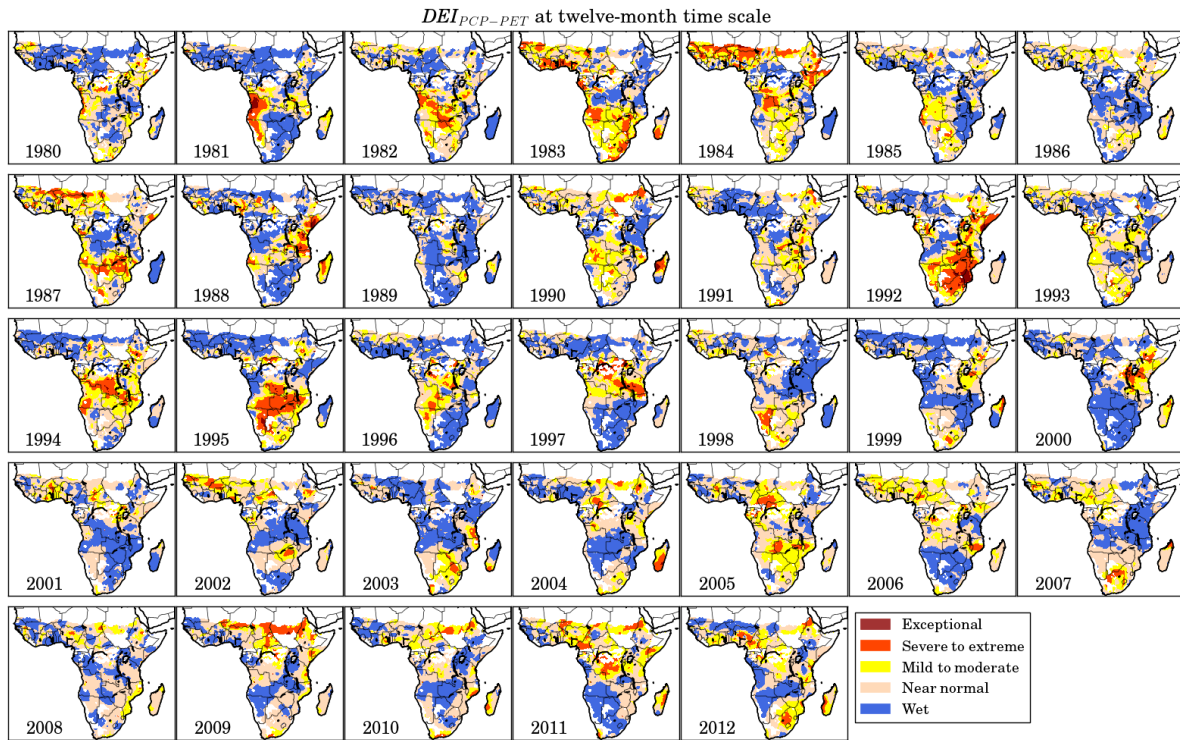 DEI PCP−PET at twelve-month time scale
1980 1981 1982 1983 1984 1985 1986
1987 1988 1989 1990 1991 1992 1993
1994 1995 1996 1997 1998 1999 2000
2001 2002 2003 2004 2005 2006 2007
2008 2009 2010 2011 2012
Exceptional
Severe to extreme
Mild to moderate
Near normal
Wet